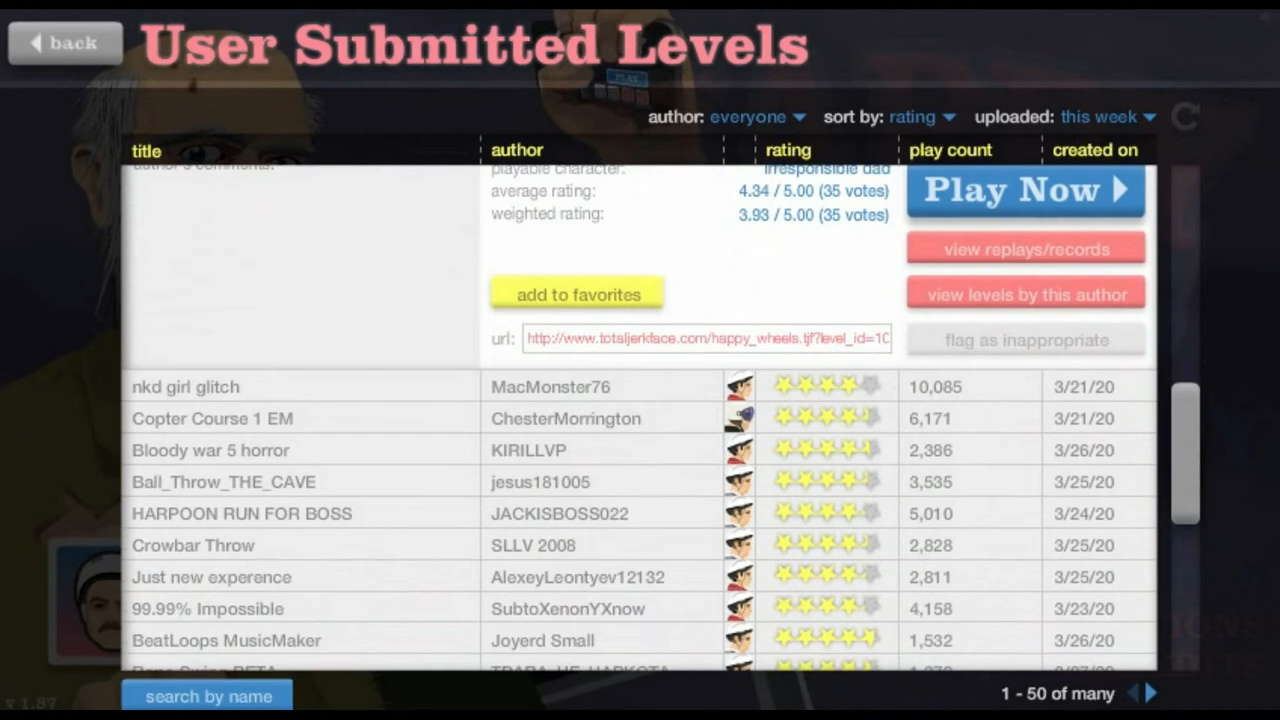 back
User Submitted Levels
PLAY
author: everyone sort by: rating uploaded: this week
title author rating play count created on
author's comments:
playable character: irresponsible dad
average rating: 4.34 / 5.00 (35 votes)
weighted rating: 3.93 / 5.00 (35 votes)
Play Now
view replays/records
add to favorites
view levels by this author
url: http://www.totaljerkface.com/happy_wheels.tjf?level_id=10
flag as inappropriate
nkd girl glitch MacMonster76 10,085 3/21/20
Copter Course 1 EM ChesterMorrington 6,171 3/21/20
Bloody war 5 horror KIRILLVP 2,386 3/26/20
Ball_Throw_THE_CAVE jesus181005 3,535 3/25/20
HARPOON RUN FOR BOSS JACKISBOSS022 5,010 3/24/20
Crowbar Throw SLLV 2008 2,828 3/25/20
Just new experence AlexeyLeontyev12132 2,811 3/25/20
99.99% Impossible SubtoXenonYXnow 4,158 3/23/20
BeatLoops MusicMaker Joyerd Small 1,532 3/26/20
search by name
1 - 50 of many
v 1.87